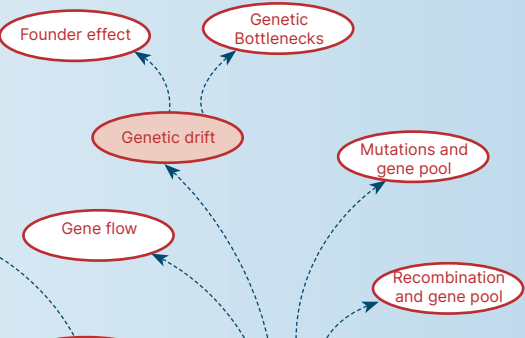 Founder effect
Genetic
Bottlenecks
Genetic drift
Mutations and
gene pool
Gene flow
Recombination
and gene pool